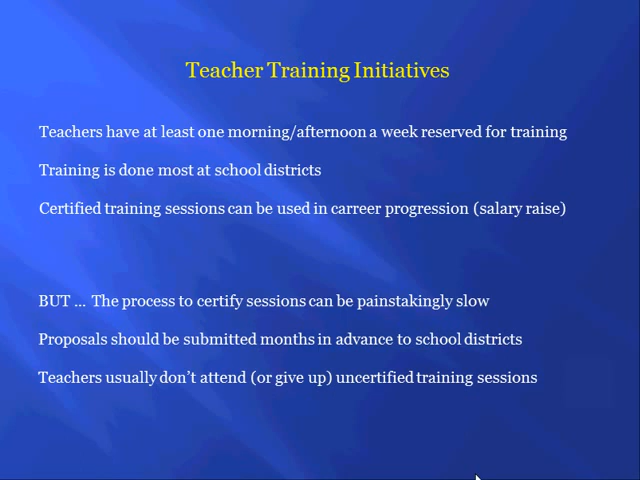 Teacher Training Initiatives
Teachers have at least one morning/afternoon a week reserved for training
Training is done most at school districts
Certified training sessions can be used in carreer progression (salary raise)
BUT ... The process to certify sessions can be painstakingly slow
Proposals should be submitted months in advance to school districts
Teachers usually don’t attend (or give up) uncertified training sessions